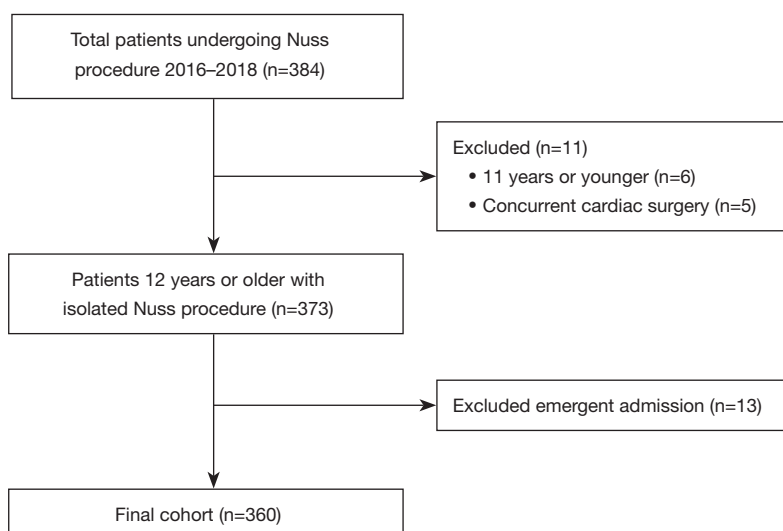 Total patients undergoing Nuss
procedure 2016–2018 (n=384)
Excluded (n=11)
• 11 years or younger (n=6)
• Concurrent cardiac surgery (n=5)
Patients 12 years or older with
isolated Nuss procedure (n=373)
Excluded emergent admission (n=13)
Final cohort (n=360)